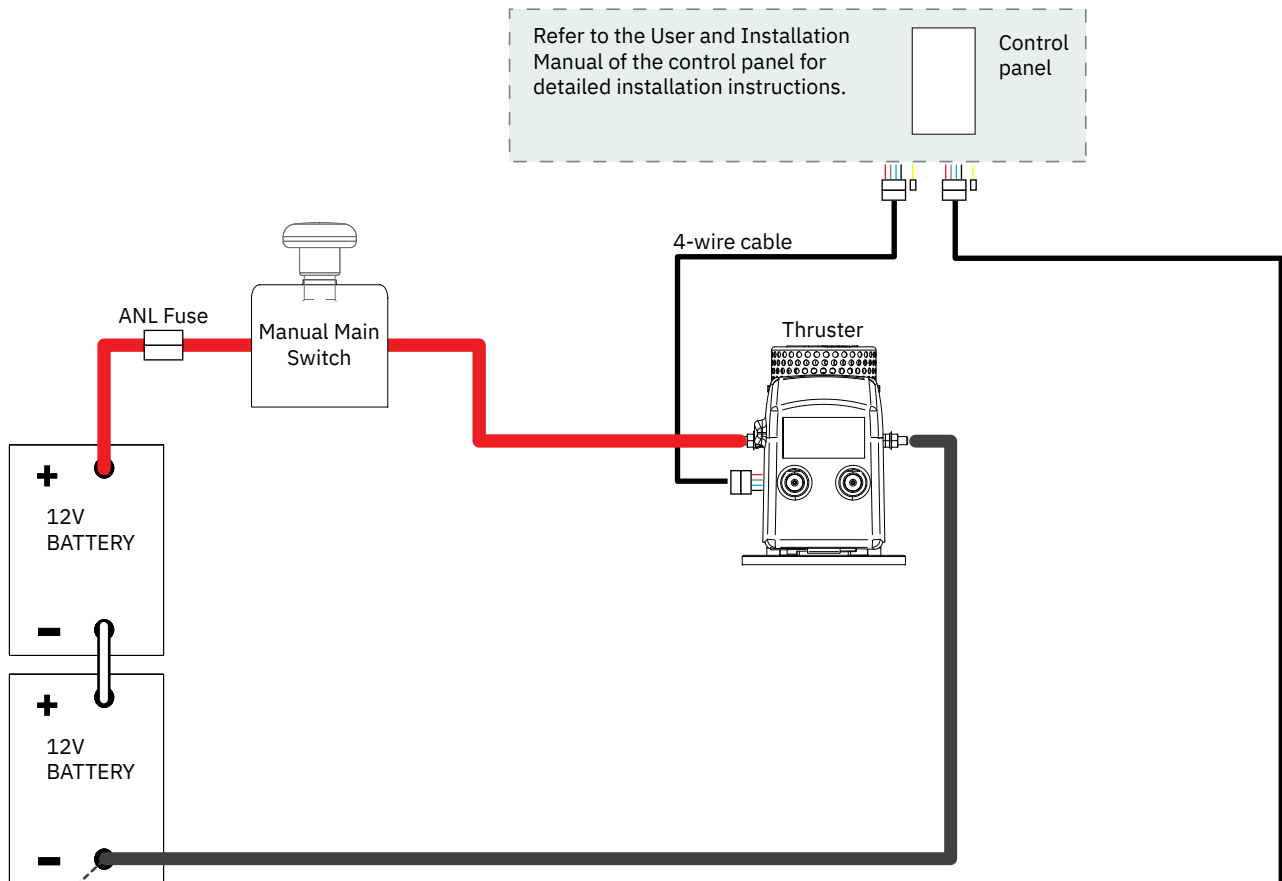 Refer to the User and Installation
Manual of the control panel for
detailed installation instructions.
Control
panel
4-wire cable
ANL Fuse
Manual Main
Switch
Thruster
+
12V
BATTERY
-
+
12V
BATTERY
-